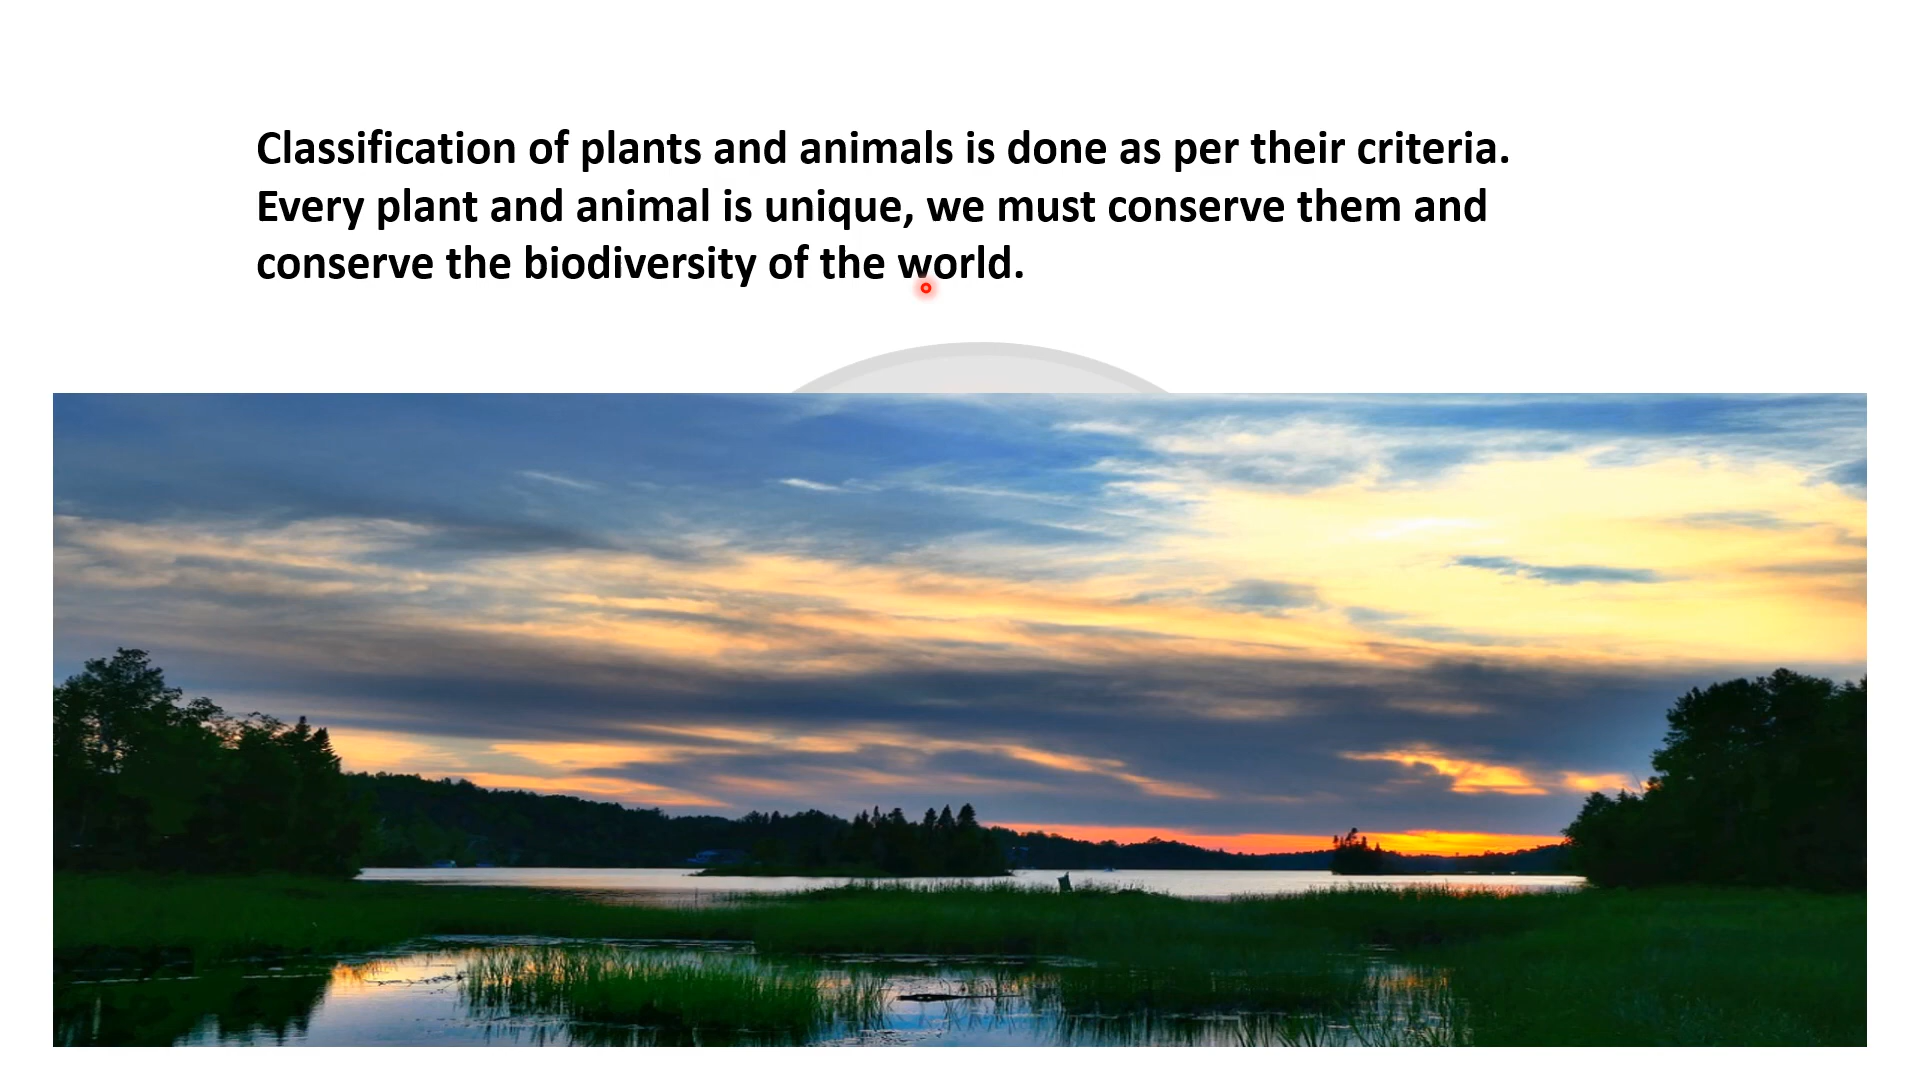 Classification of plants and animals is done as per their criteria.
Every plant and animal is unique, we must conserve them and
conserve the biodiversity of the world.